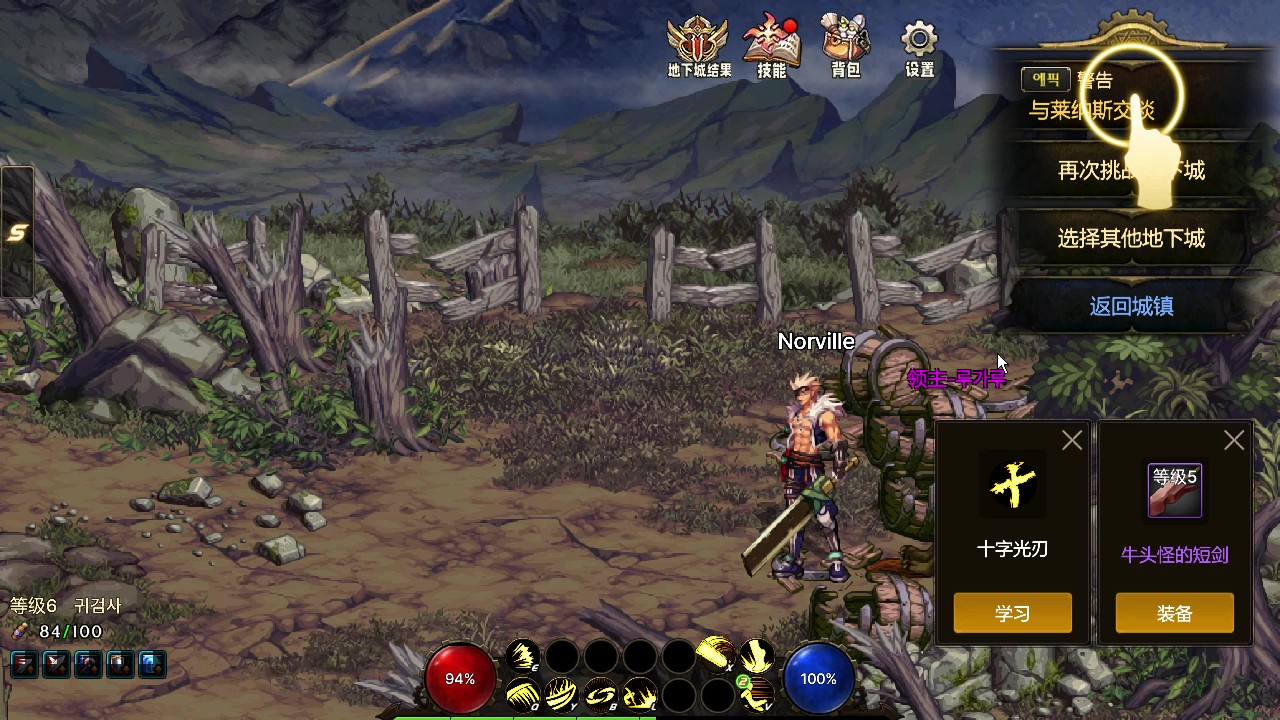 地下城结果
技能
背包
设置
에픽 警告
与莱纳斯交谈
再次挑战地下城
选择其他地下城
返回城镇
S
Norville
领主-루가루
等级5
十字光刃
牛头怪的短剑
学习
装备
等级6 귀검사
84/100
94%
100%
E
X
Q
Y
B
2
V